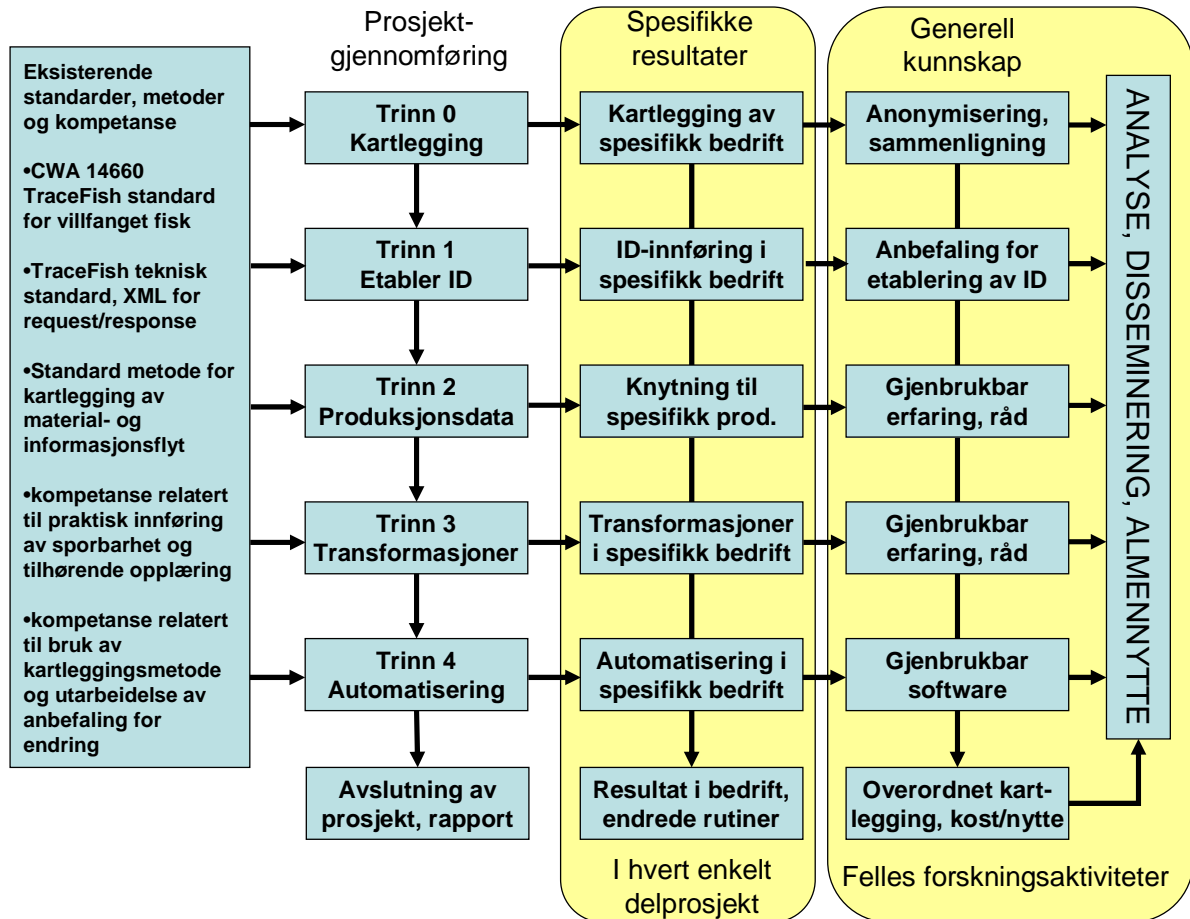 Prosjekt-
gjennomføring
Spesifikke
resultater
Generell
kunnskap
Eksisterende
standarder, metoder
og kompetanse
•CWA 14660
TraceFish standard
for villfanget fisk
•TraceFish teknisk
standard, XML for
request/response
•Standard metode for
kartlegging av
material- og
informasjonsflyt
•kompetanse relatert
til praktisk innføring
av sporbarhet og
tilhørende opplæring
•kompetanse relatert
til bruk av
kartleggingsmetode
og utarbeidelse av
anbefaling for
endring
Trinn 0
Kartlegging
Kartlegging av
spesifikk bedrift
Anonymisering,
sammenligning
Trinn 1
Etabler ID
ID-innføring i
spesifikk bedrift
Anbefaling for
etablering av ID
Trinn 2
Produksjonsdata
Knytning til
spesifikk prod.
Gjenbrukbar
erfaring, råd
Trinn 3
Transformasjoner
Transformasjoner
i spesifikk bedrift
Gjenbrukbar
erfaring, råd
Trinn 4
Automatisering
Automatisering i
spesifikk bedrift
Gjenbrukbar
software
Avslutning av
prosjekt, rapport
Resultat i bedrift,
endrede rutiner
Overordnet kart-
legging, kost/nytte
ANALYSE, DISSEMINERING, ALMENNYTTE
I hvert enkelt
delprosjekt
Felles forskningsaktiviteter